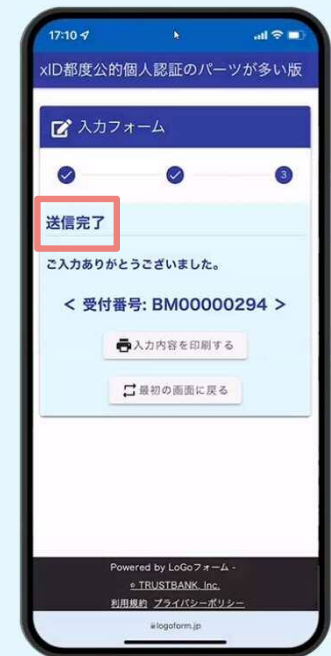 17:10
xID都度公的個人認証のパーツが多い版
入力フォーム
3
送信完了
ご入力ありがとうございました。
< 受付番号: BM00000294 >
入力内容を印刷する
最初の画面に戻る
Powered by LoGoフォーム -
© TRUSTBANK, Inc.
利用規約 プライバシーポリシー
logoform.jp